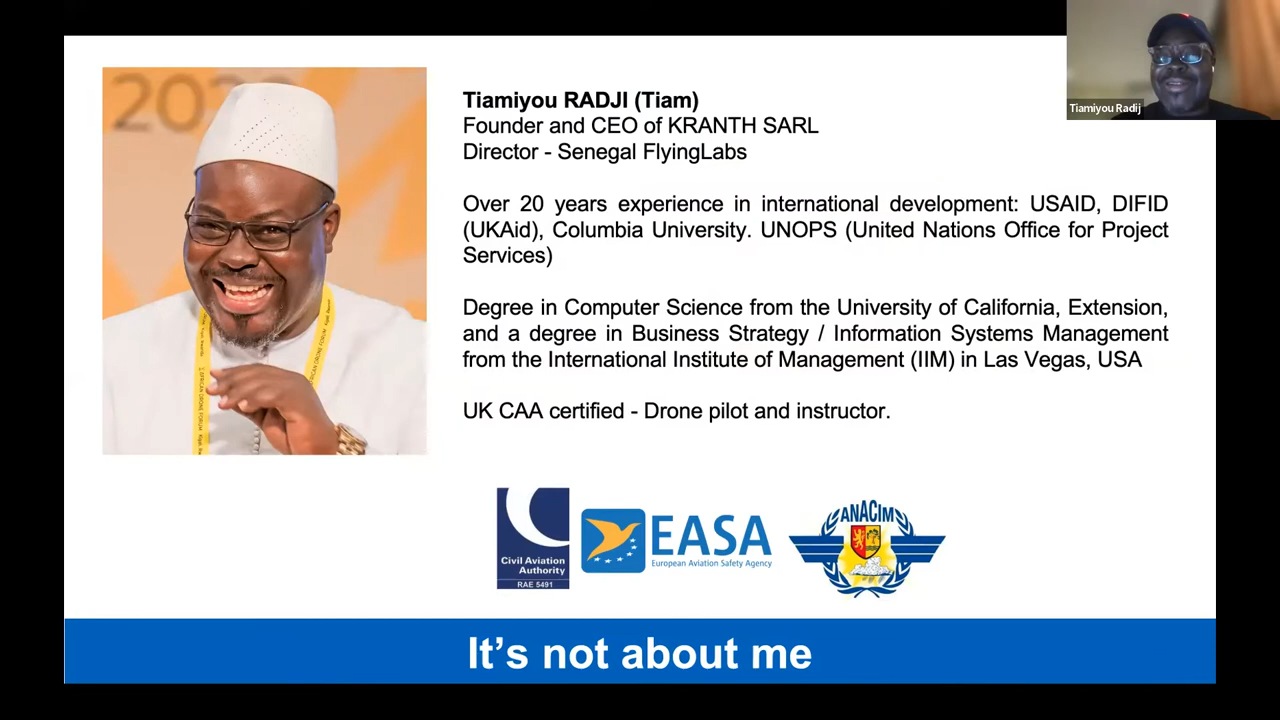 202
Tiamiyou RADJI (Tiam)
Founder and CEO of KRANTH SARL
Director - Senegal FlyingLabs
Over 20 years experience in international development: USAID, DIFID
(UKAid), Columbia University. UNOPS (United Nations Office for Project
Services)
Degree in Computer Science from the University of California, Extension,
and a degree in Business Strategy / Information Systems Management
from the International Institute of Management (IIM) in Las Vegas, USA
UK CAA certified - Drone pilot and instructor.
Tiamiyou Radij
AFRICAN DRONE FORUM
Civil Aviation
Authority
RAE 5491
EASA
European Aviation Safety Agency
ANACIM
It's not about me